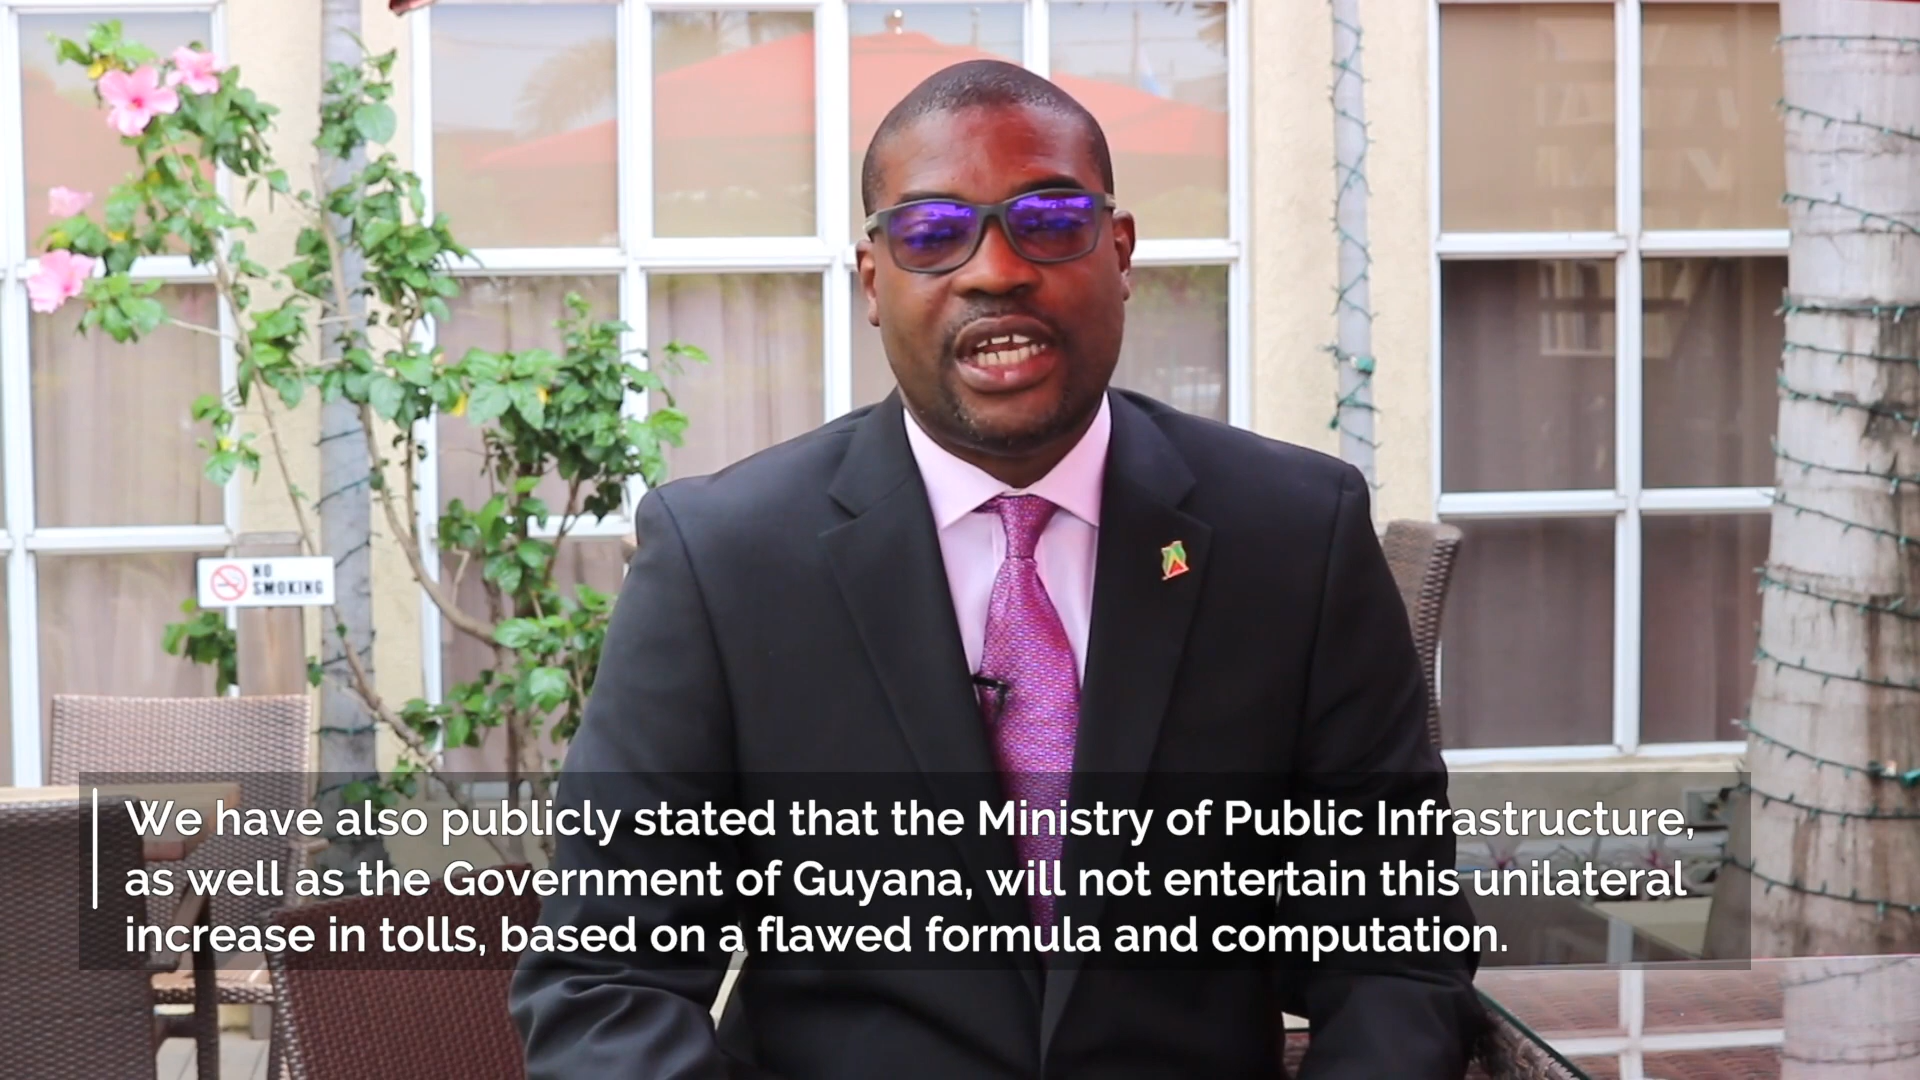 NO
SMOKING
We have also publicly stated that the Ministry of Public Infrastructure,
as well as the Government of Guyana, will not entertain this unilateral
increase in tolls, based on a flawed formula and computation.